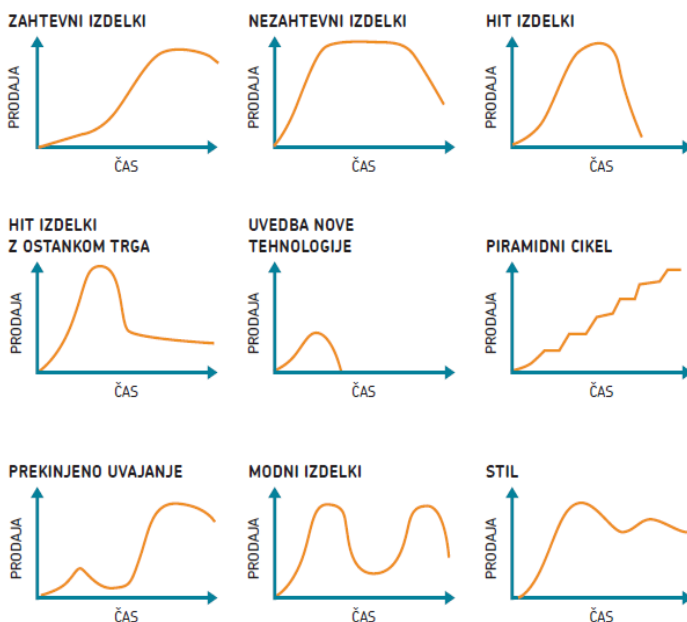 ZAHTEVNI IZDELKI
PRODAJA
ČAS
NEZAHTEVNI IZDELKI
PRODAJA
ČAS
HIT IZDELKI
PRODAJA
ČAS
HIT IZDELKI
Z OSTANKOM TRGA
PRODAJA
ČAS
UVEDBA NOVE
TEHNOLOGIJE
PRODAJA
ČAS
PIRAMIDNI CIKEL
PRODAJA
ČAS
PREKINJENO UVAJANJE
PRODAJA
ČAS
MODNI IZDELKI
PRODAJA
ČAS
STIL
PRODAJA
ČAS